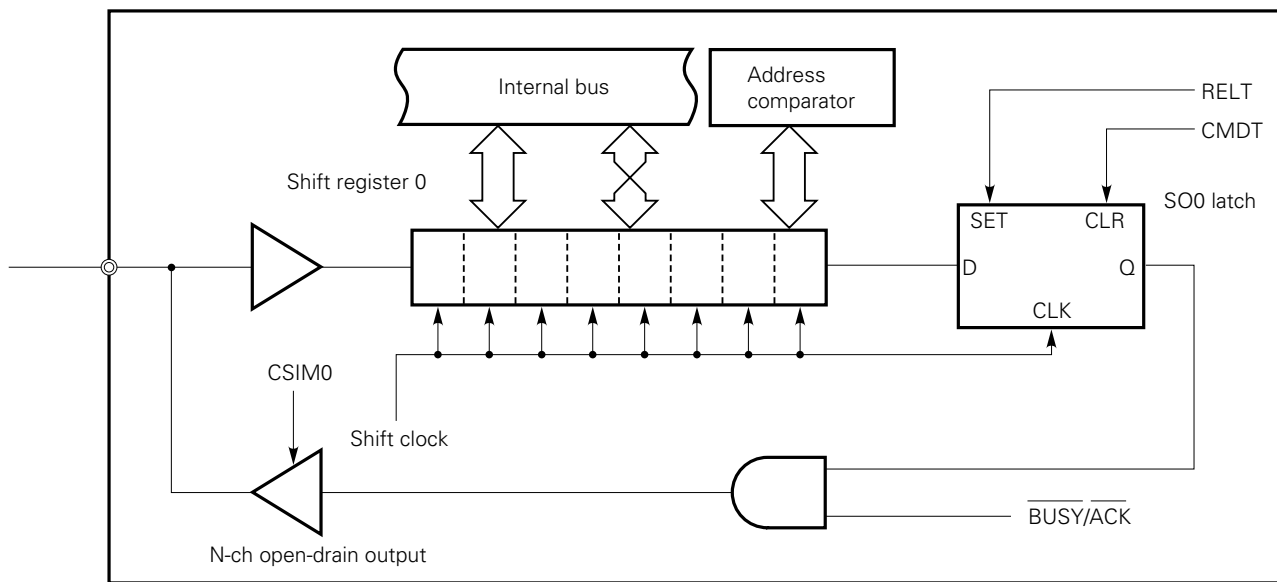 Internal bus
Address
comparator
RELT
CMDT
Shift register 0
SO0 latch
SET
CLR
D
Q
CLK
CSIM0
Shift clock
BUSY/ACK
N-ch open-drain output